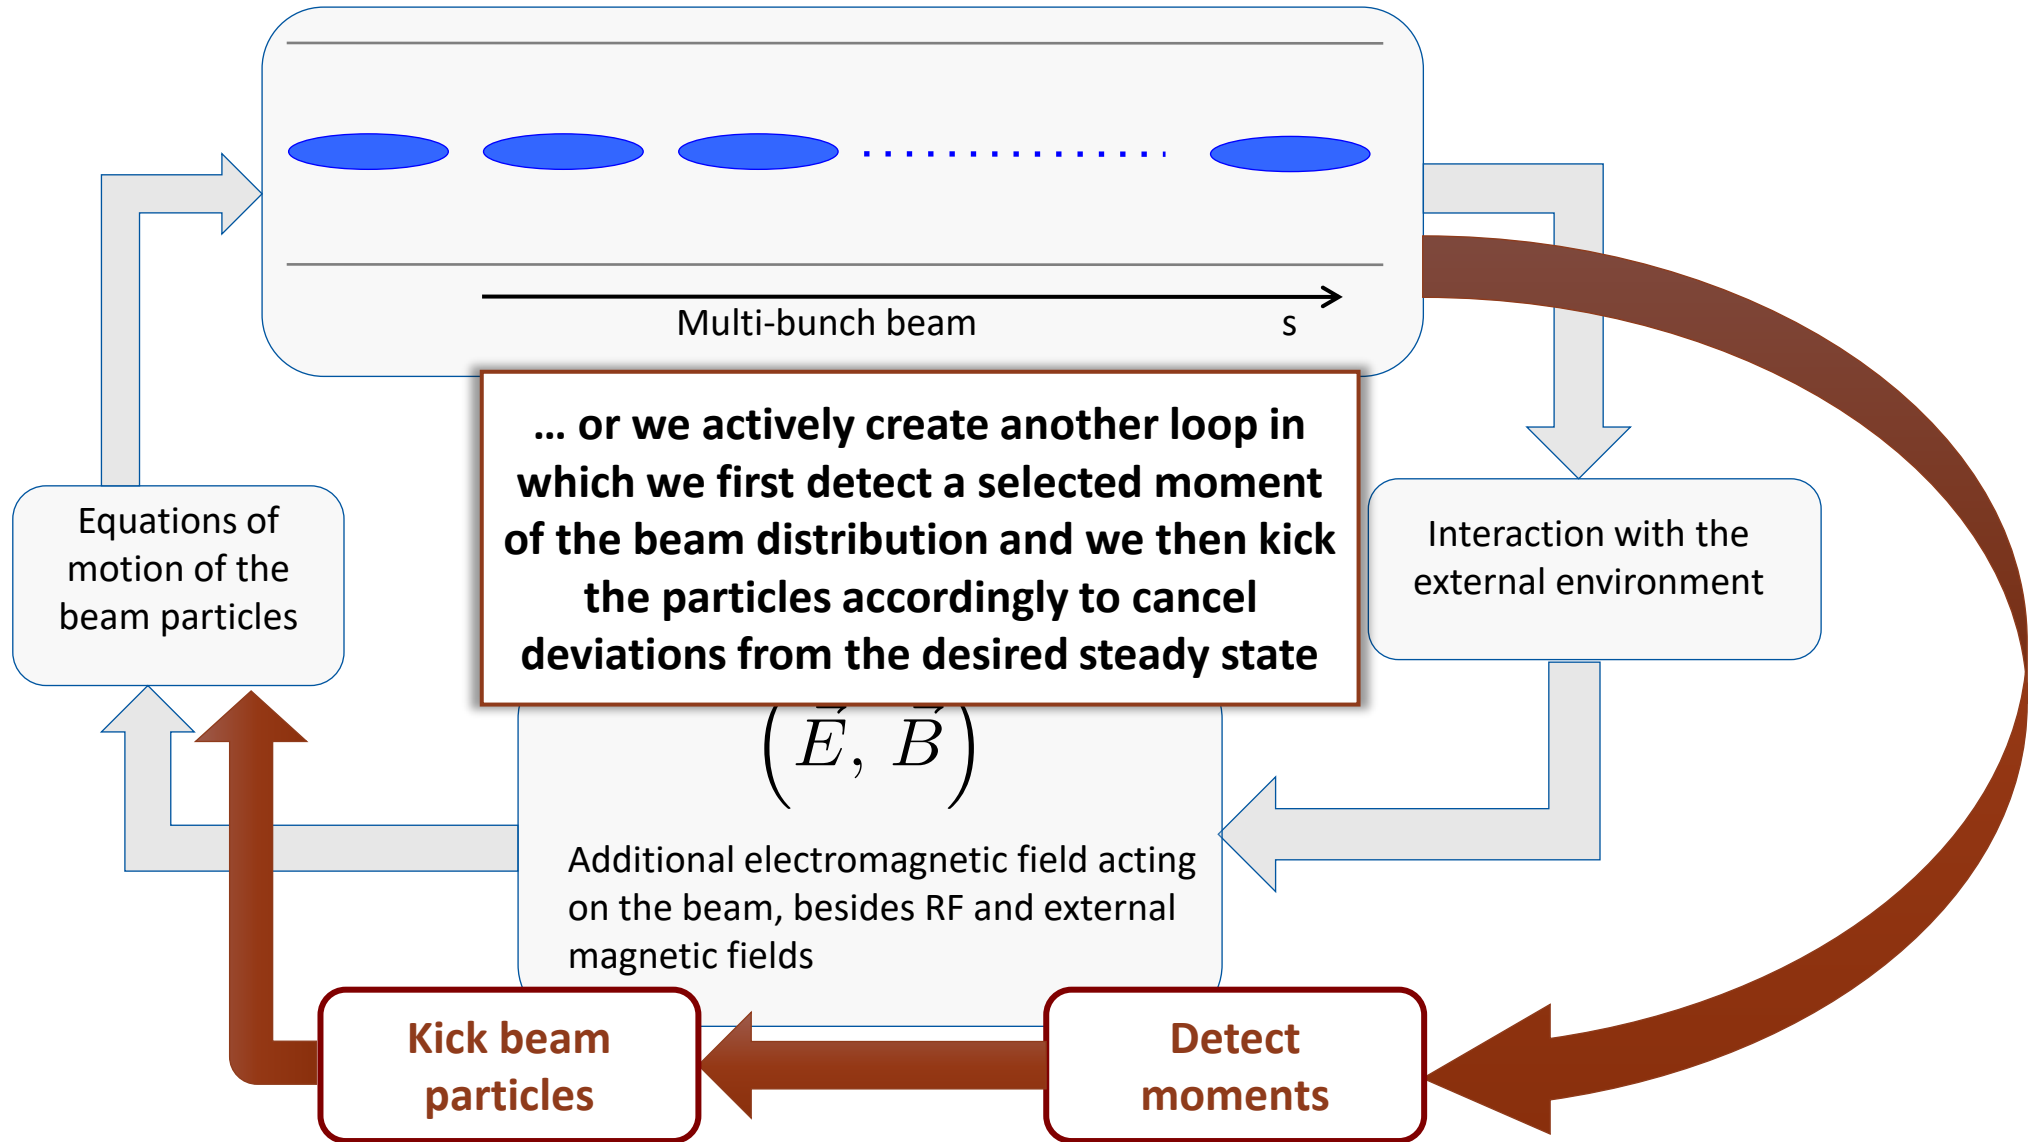 Multi-bunch beam
s
… or we actively create another loop in
which we first detect a selected moment
of the beam distribution and we then kick
the particles accordingly to cancel
deviations from the desired steady state
Equations of
motion of the
beam particles
Interaction with the
external environment
(E⃗, B⃗)
Additional electromagnetic field acting
on the beam, besides RF and external
magnetic fields
Kick beam
particles
Detect
moments